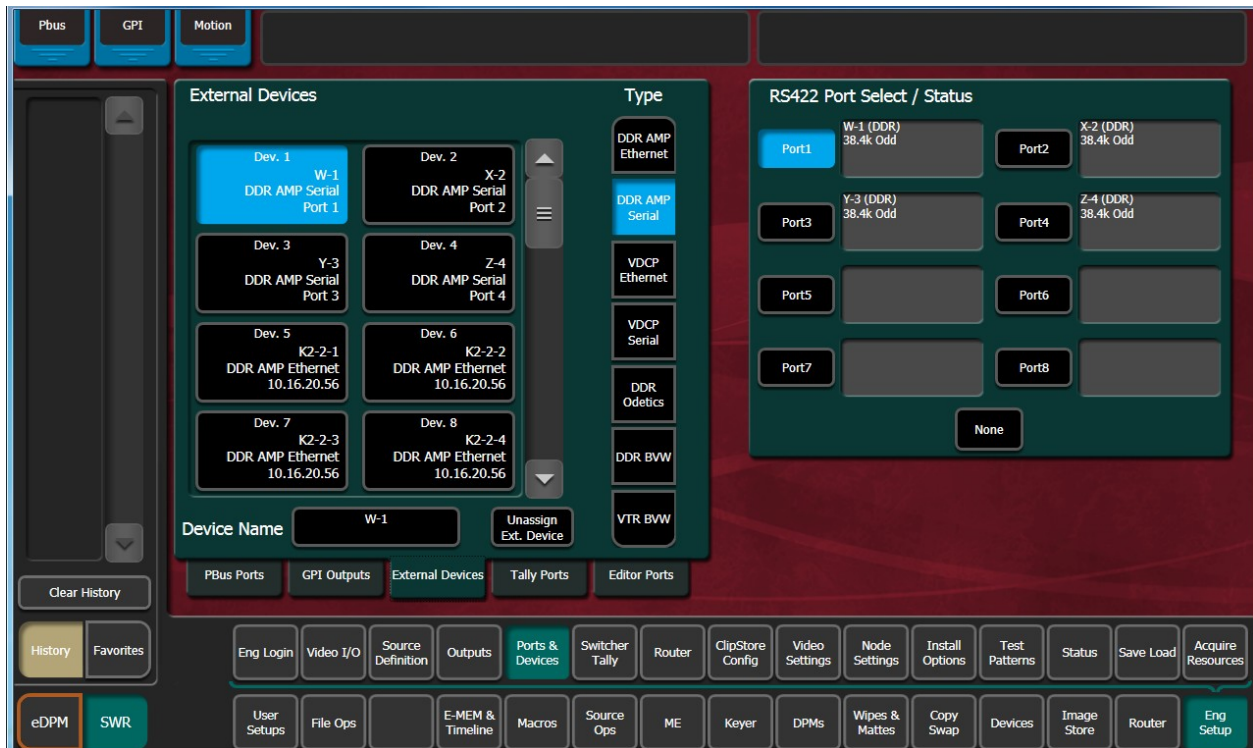 Pbus
GPI
Motion
External Devices
Type
Dev. 1
W-1
DDR AMP Serial
Port 1
Dev. 2
X-2
DDR AMP Serial
Port 2
Dev. 3
Y-3
DDR AMP Serial
Port 3
Dev. 4
Z-4
DDR AMP Serial
Port 4
Dev. 5
K2-2-1
DDR AMP Ethernet
10.16.20.56
Dev. 6
K2-2-2
DDR AMP Ethernet
10.16.20.56
Dev. 7
K2-2-3
DDR AMP Ethernet
10.16.20.56
Dev. 8
K2-2-4
DDR AMP Ethernet
10.16.20.56
DDR AMP
Ethernet
DDR AMP
Serial
VDCP
Ethernet
VDCP
Serial
DDR
Odetics
DDR BVW
VTR BVW
Device Name
W-1
Unassign
Ext. Device
PBus Ports
GPI Outputs
External Devices
Tally Ports
Editor Ports
RS422 Port Select / Status
Port1
W-1 (DDR)
38.4k Odd
Port2
X-2 (DDR)
38.4k Odd
Port3
Y-3 (DDR)
38.4k Odd
Port4
Z-4 (DDR)
38.4k Odd
Port5
Port6
Port7
Port8
None
Clear History
History
Favorites
Eng Login
Video I/O
Source
Definition
Outputs
Ports &
Devices
Switcher
Tally
Router
ClipStore
Config
Video
Settings
Node
Settings
Install
Options
Test
Patterns
Status
Save Load
Acquire
Resources
eDPM
SWR
User
Setups
File Ops
E-MEM &
Timeline
Macros
Source
Ops
ME
Keyer
DPMs
Wipes &
Mattes
Copy
Swap
Devices
Image
Store
Router
Eng
Setup